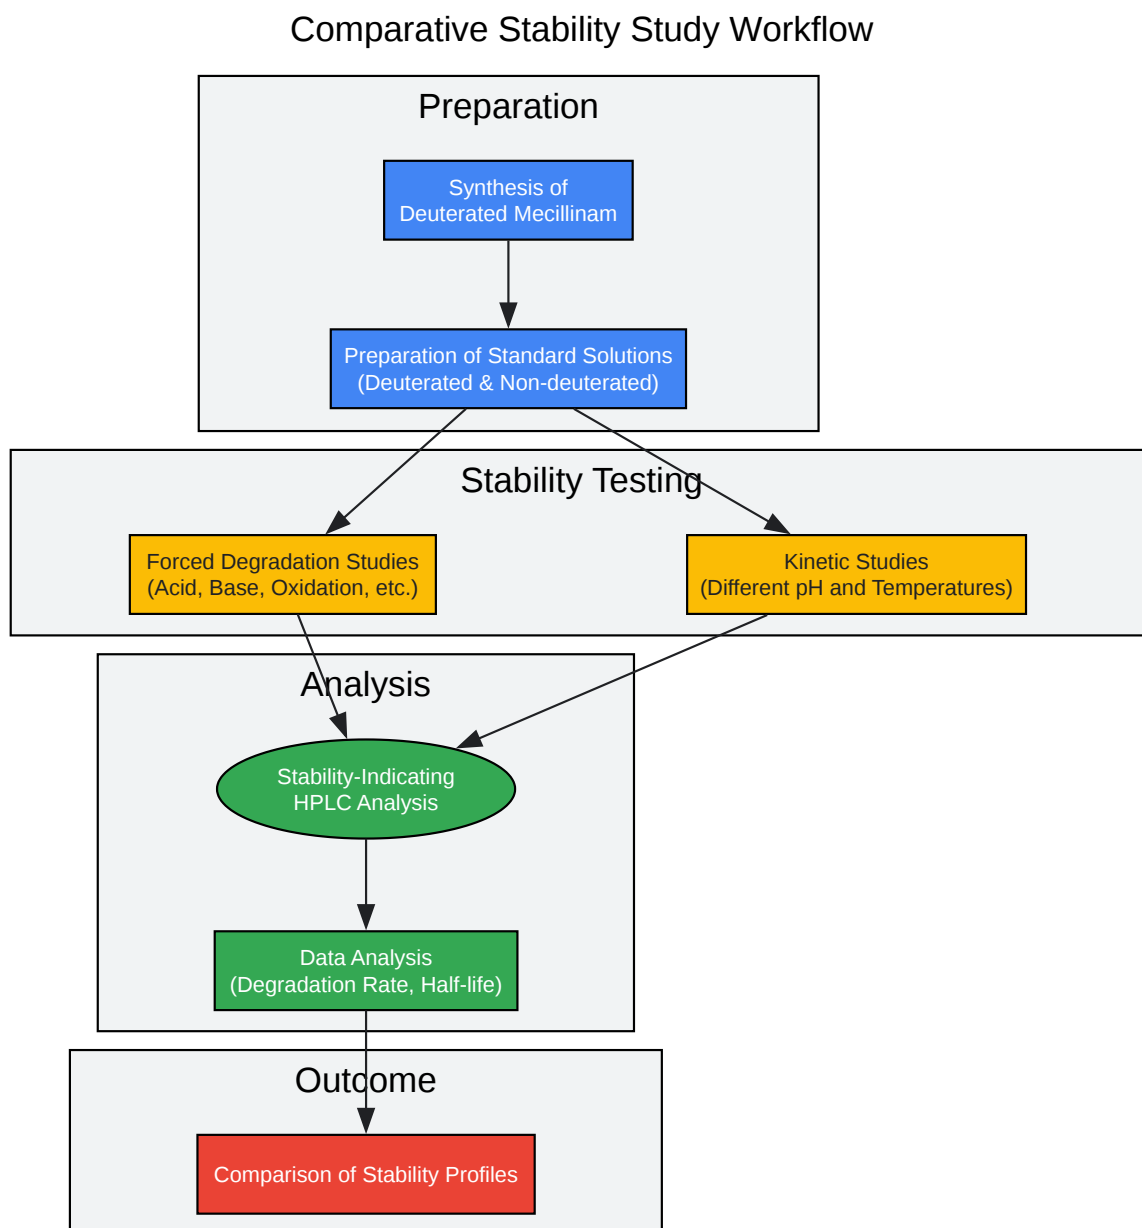 Comparative Stability Study Workflow
Preparation
Synthesis of
Deuterated Mecillinam
Preparation of Standard Solutions
(Deuterated & Non-deuterated)
Stability Testing
Forced Degradation Studies
(Acid, Base, Oxidation, etc.)
Kinetic Studies
(Different pH and Temperatures)
Analysis
Stability-Indicating
HPLC Analysis
Data Analysis
(Degradation Rate, Half-life)
Outcome
Comparison of Stability Profiles